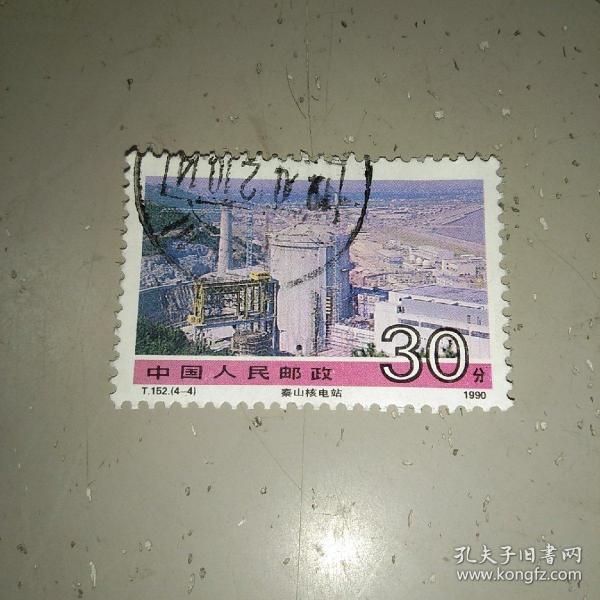 中国人民邮政 30分
T.152.(4-4) 秦山核电站 1990
孔夫子旧书网
www.kongfz.com